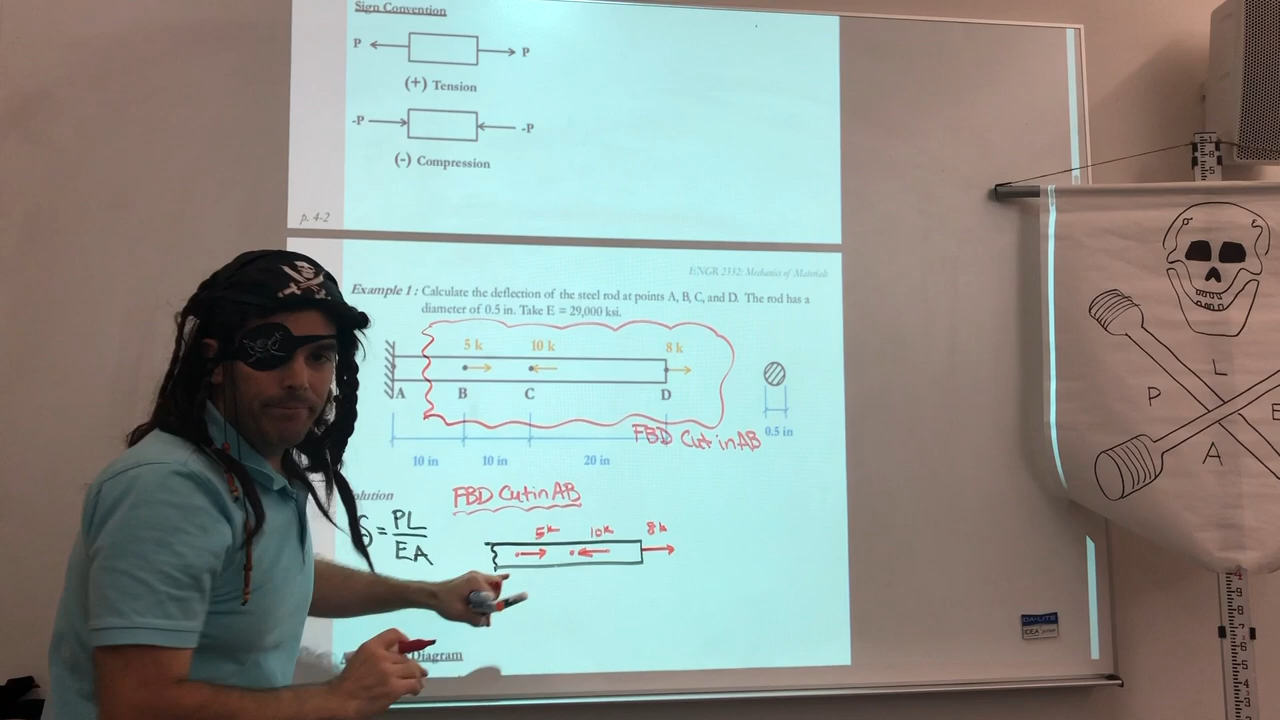 Sign Convention
P P
(+) Tension
-P -P
(-) Compression
p. 4-2
ENGR 2332: Mechanics of Materials
Example 1: Calculate the deflection of the steel rod at points A, B, C, and D. The rod has a
diameter of 0.5 in. Take E = 29,000 ksi.
5 k 10 k 8 k
A B C D
FBD Cut in AB
0.5 in
10 in 10 in 20 in
olution
FBD Cut in AB
δ = PL
EA
5k 10k 8k
Diagram
P L E
A
DA-LITE
IDEA